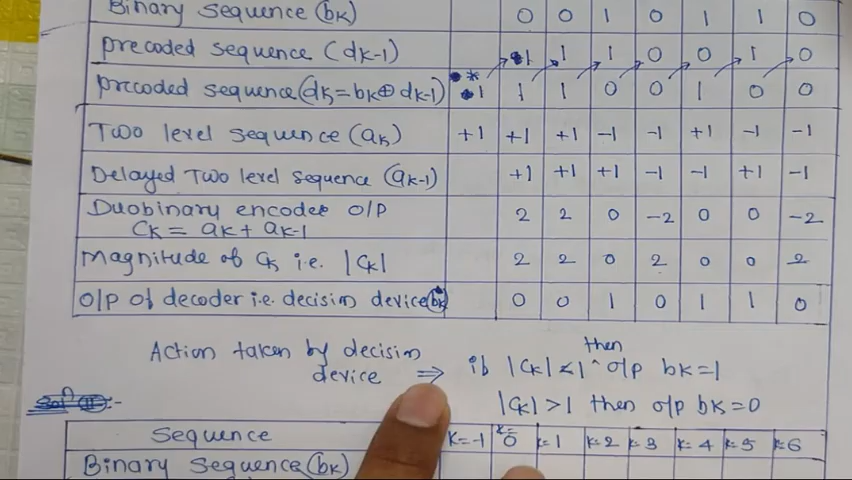 Binary sequence (bk) 0 0 1 0 1 1 0
precoded sequence (dk-1) 1 1 1 0 0 1 0
precoded sequence (dk = bk ⊕ dk-1) * 1 1 1 0 0 1 0 0
Two level sequence (ak) +1 +1 +1 -1 -1 +1 -1 -1
Delayed Two level sequence (ak-1) +1 +1 +1 -1 -1 +1 -1
Duobinary encoder O/P
Ck = ak + ak-1 2 2 0 -2 0 0 -2
Magnitude of Ck i.e. |Ck| 2 2 0 2 0 0 2
O/P of decoder i.e. decision device (bk) 0 0 1 0 1 1 0
Action taken by decision
device ⇒ if |Ck| < 1 ^ then o/p bk = 1
|Ck| > 1 then o/p bk = 0
Sequence k=-1 k=0 k=1 k=2 k=3 k=4 k=5 k=6
Binary sequence (bk)